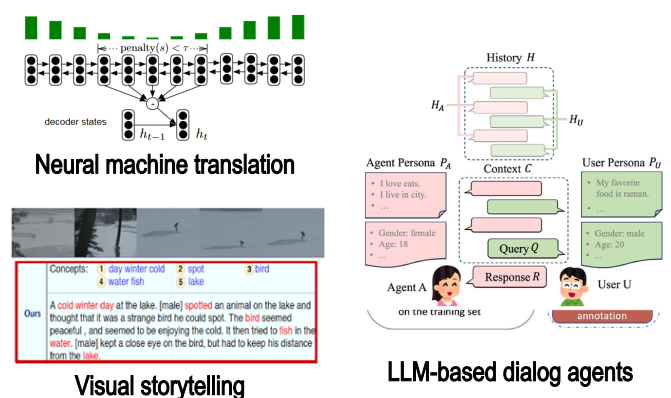 penalty(s) < τ
decoder states
h_{t-1}
h_t
Neural machine translation
Concepts: 1 day winter cold 2 spot 3 bird
4 water fish 5 lake
Ours
A cold winter day at the lake. [male] spotted an animal on the lake and
thought that it was a strange bird he could spot. The bird seemed
peaceful , and seemed to be enjoying the cold. It then tried to fish in the
water. [male] kept a close eye on the bird, but had to keep his distance
from the lake.
Visual storytelling
History H
H_A
H_U
Agent Persona P_A
• I love cats.
• I live in city.
• ...
Gender: female
• Age: 18
• ...
Context C
Query Q
Response R
User Persona P_U
• My favorite
food is raman.
• ...
Gender: male
• Age: 20
• ...
Agent A
User U
on the training set
annotation
LLM-based dialog agents